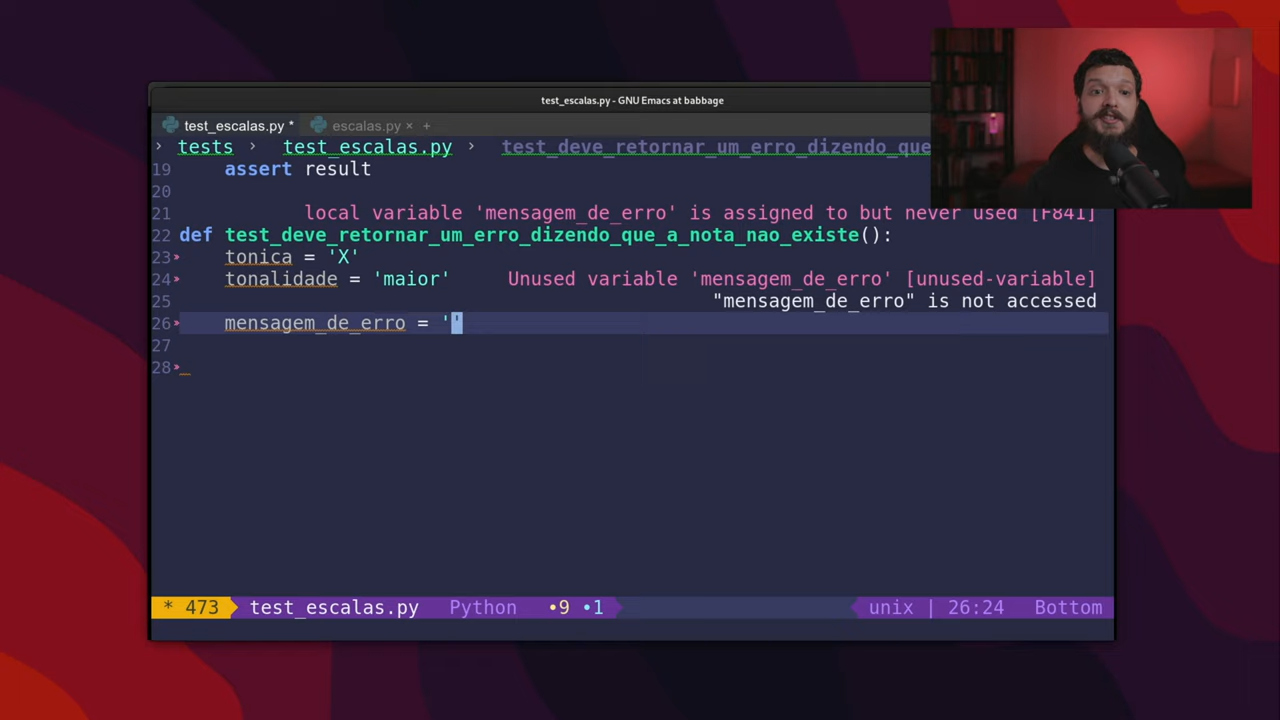 test_escalas.py - GNU Emacs at babbage
test_escalas.py * escalas.py × +
› tests › test_escalas.py › test_deve_retornar_um_erro_dizendo_que
19 assert result
20
21 local variable 'mensagem_de_erro' is assigned to but never used [F841]
22 def test_deve_retornar_um_erro_dizendo_que_a_nota_nao_existe():
23 tonica = 'X'
24 tonalidade = 'maior' Unused variable 'mensagem_de_erro' [unused-variable]
25 "mensagem_de_erro" is not accessed
26 mensagem_de_erro = ''
27
28 _
* 473 test_escalas.py Python •9 •1 unix | 26:24 Bottom